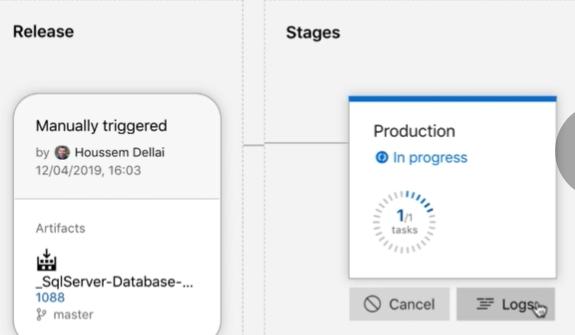 Release
Stages
Manually triggered
by Houssem Dellai
12/04/2019, 16:03
Artifacts
_SqlServer-Database-...
1088
master
Production
In progress
1/1
tasks
Cancel
Logs